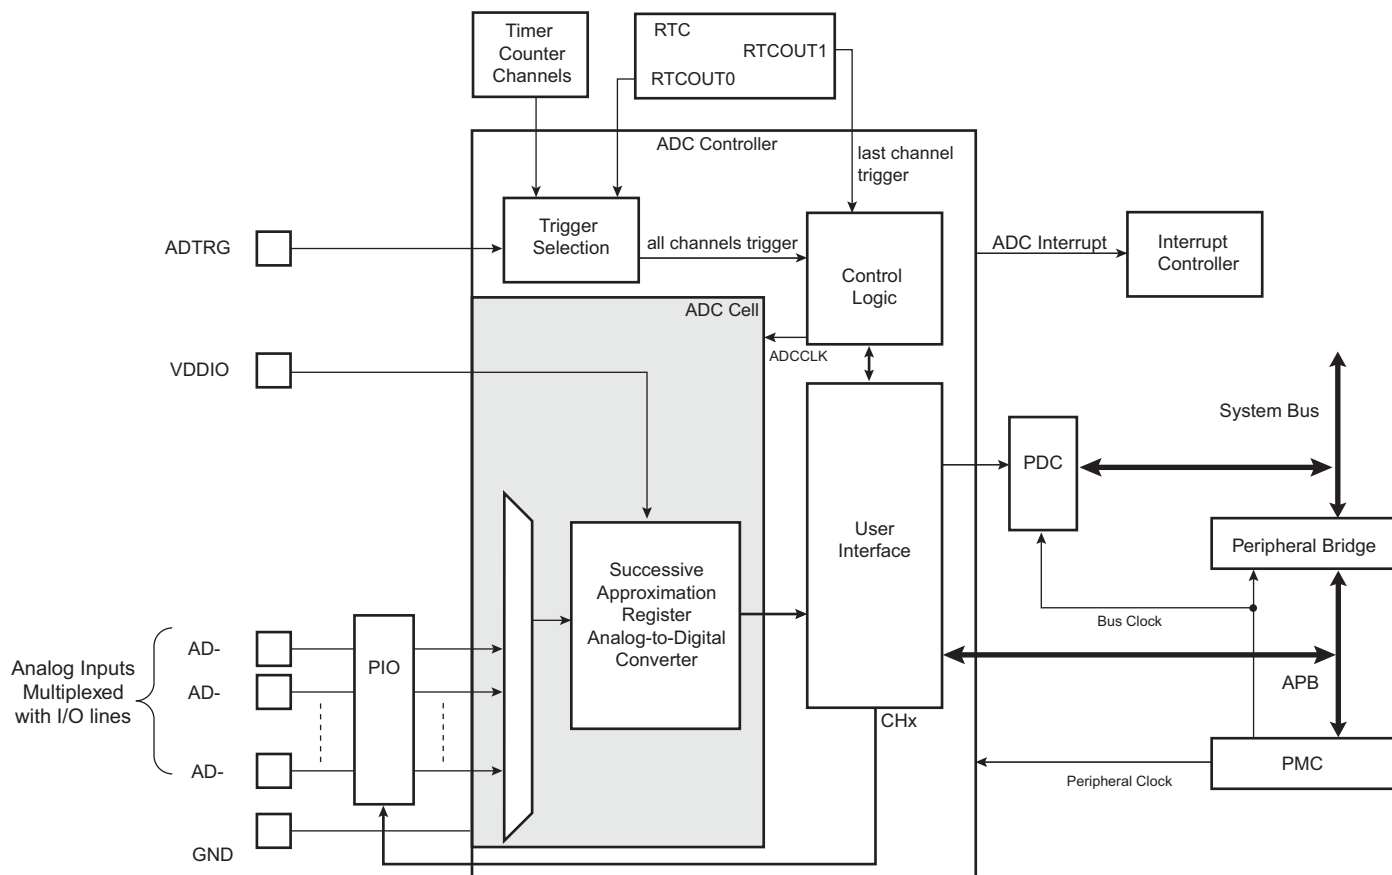 Timer
Counter
Channels
RTC
RTCOUT1
RTCOUT0
ADC Controller
last channel
trigger
ADTRG
Trigger
Selection
all channels trigger
Control
Logic
ADC Interrupt
Interrupt
Controller
ADC Cell
ADCCLK
VDDIO
System Bus
PDC
User
Interface
Peripheral Bridge
Successive
Approximation
Register
Analog-to-Digital
Converter
Bus Clock
Analog Inputs
Multiplexed
with I/O lines
AD-
AD-
AD-
PIO
APB
CHx
PMC
Peripheral Clock
GND